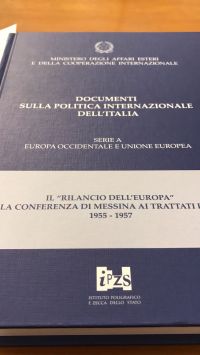 MINISTERO DEGLI AFFARI ESTERI
E DELLA COOPERAZIONE INTERNAZIONALE
DOCUMENTI
SULLA POLITICA INTERNAZIONALE
DELL'ITALIA
SERIE A
EUROPA OCCIDENTALE E UNIONE EUROPEA
IL "RILANCIO DELL'EUROPA"
LA CONFERENZA DI MESSINA AI TRATTATI
1955 - 1957
iPZS
ISTITUTO POLIGRAFICO
E ZECCA DELLO STATO